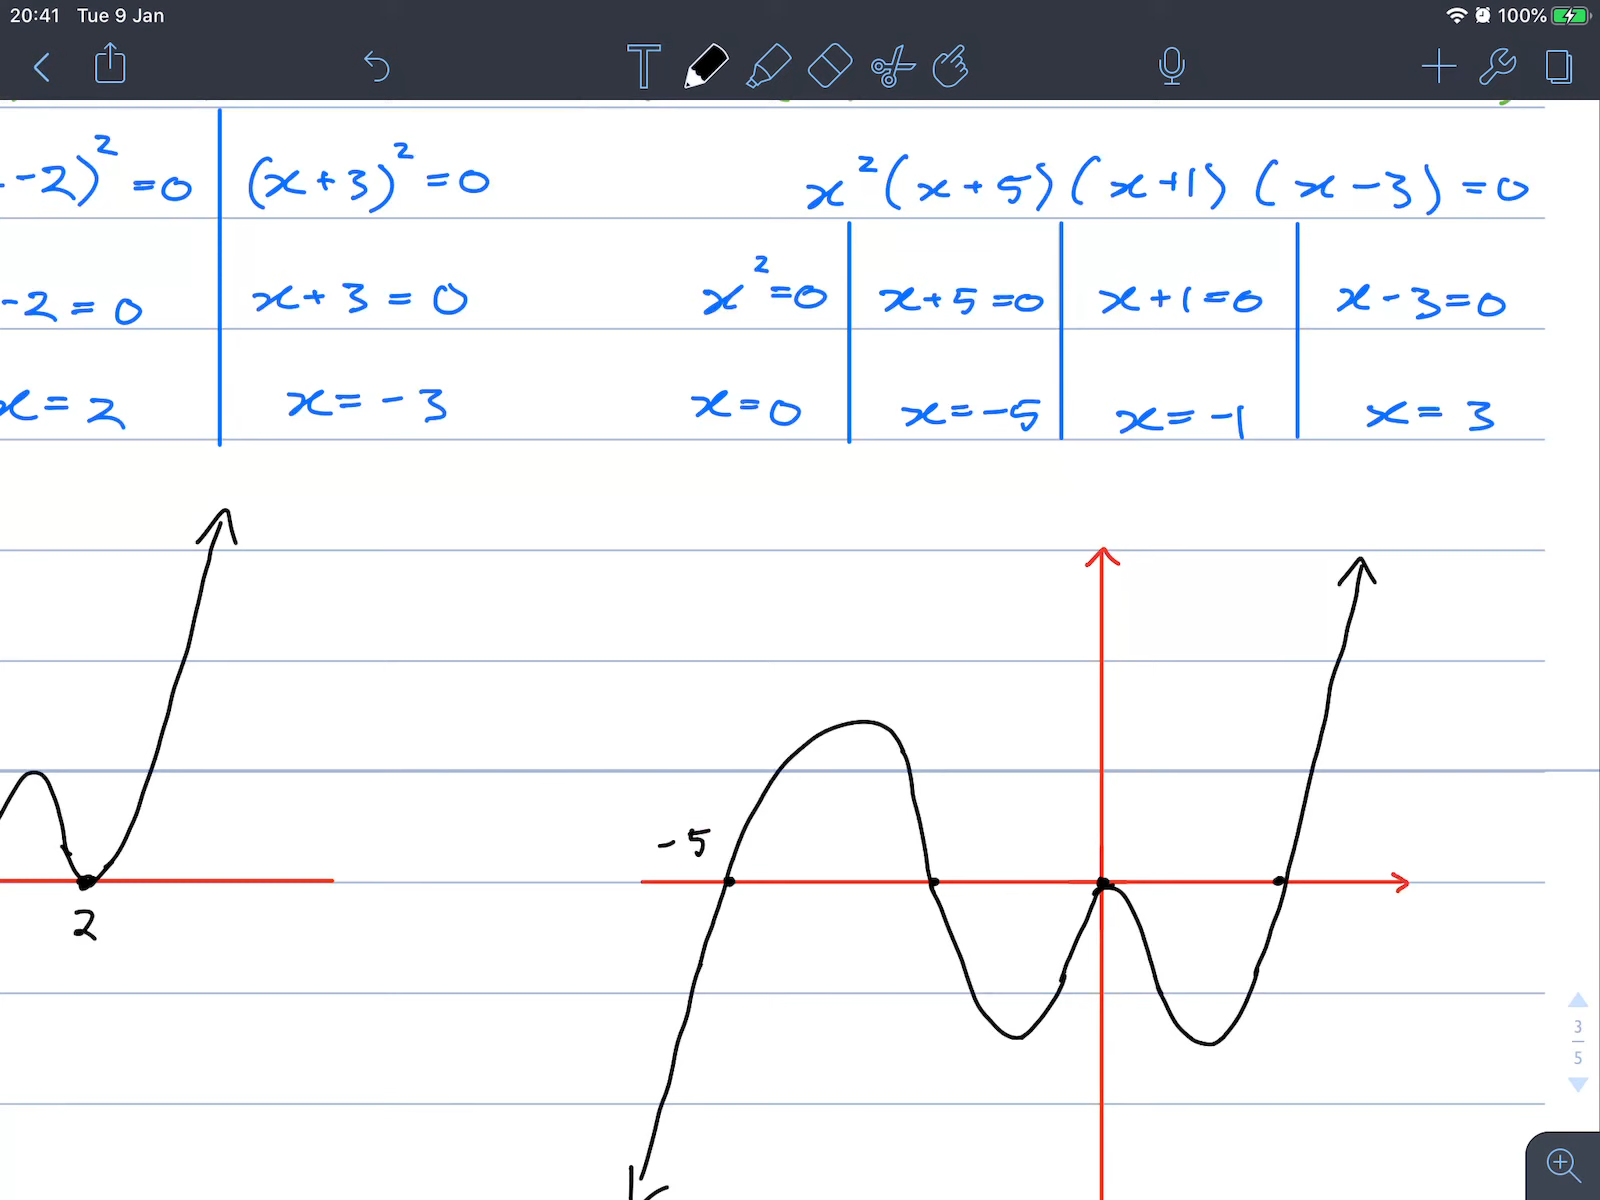 20:41 Tue 9 Jan 100%
T
-2)² =0 (x+3)² =0 x²(x+5)(x+1)(x-3)=0
-2=0 x+3=0 x²=0 x+5=0 x+1=0 x-3=0
x=2 x=-3 x=0 x=-5 x=-1 x=3
-5
2
3
5